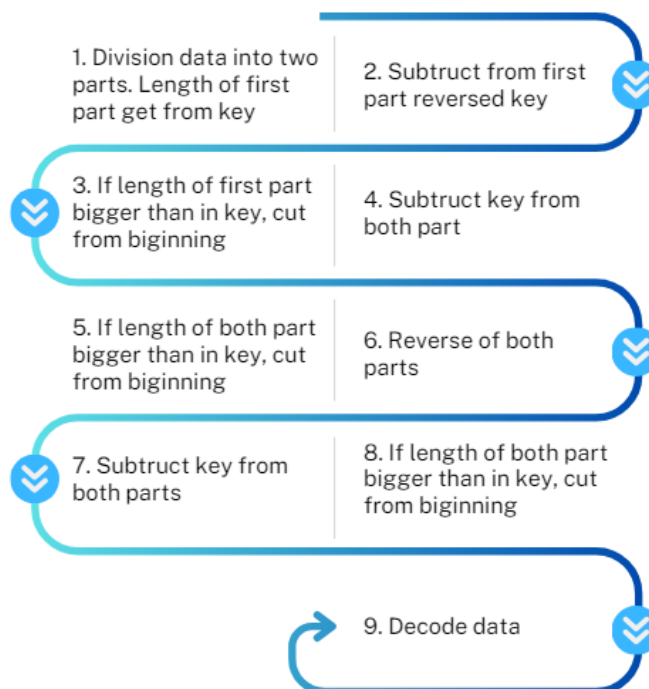 1. Division data into two
parts. Length of first
part get from key
2. Subtruct from first
part reversed key
3. If length of first part
bigger than in key, cut
from biginning
4. Subtruct key from
both part
5. If length of both part
bigger than in key, cut
from biginning
6. Reverse of both
parts
7. Subtruct key from
both parts
8. If length of both part
bigger than in key, cut
from biginning
9. Decode data